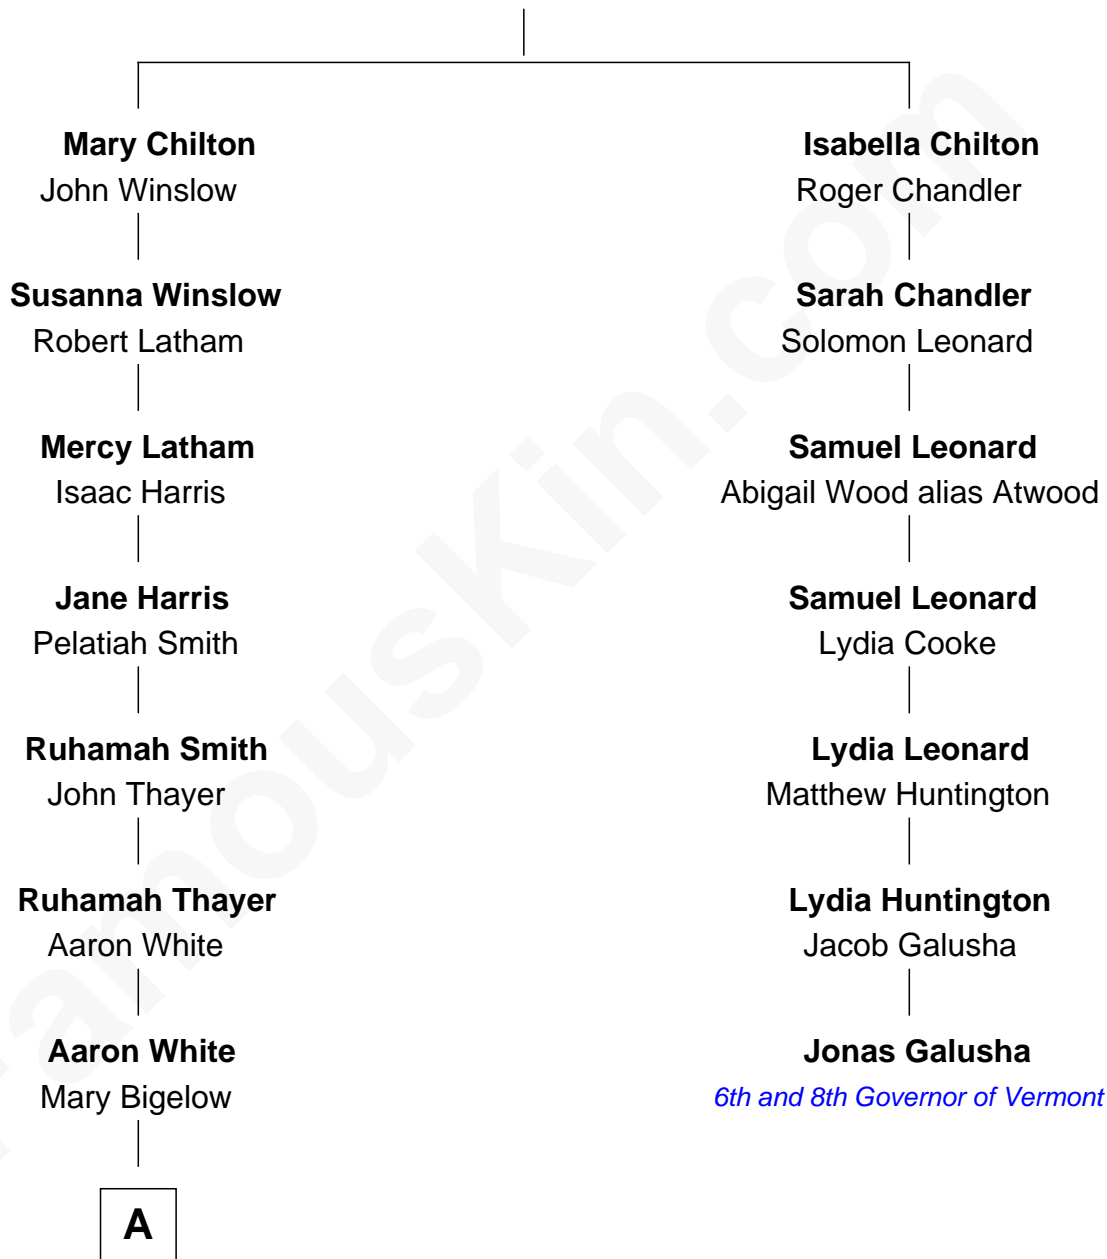 Mary Chilton
John Winslow
Isabella Chilton
Roger Chandler
Susanna Winslow
Robert Latham
Sarah Chandler
Solomon Leonard
Mercy Latham
Isaac Harris
Samuel Leonard
Abigail Wood alias Atwood
Jane Harris
Pelatiah Smith
Samuel Leonard
Lydia Cooke
Ruhamah Smith
John Thayer
Lydia Leonard
Matthew Huntington
Ruhamah Thayer
Aaron White
Lydia Huntington
Jacob Galusha
Aaron White
Mary Bigelow
Jonas Galusha
6th and 8th Governor of Vermont
A
FamousKin.com